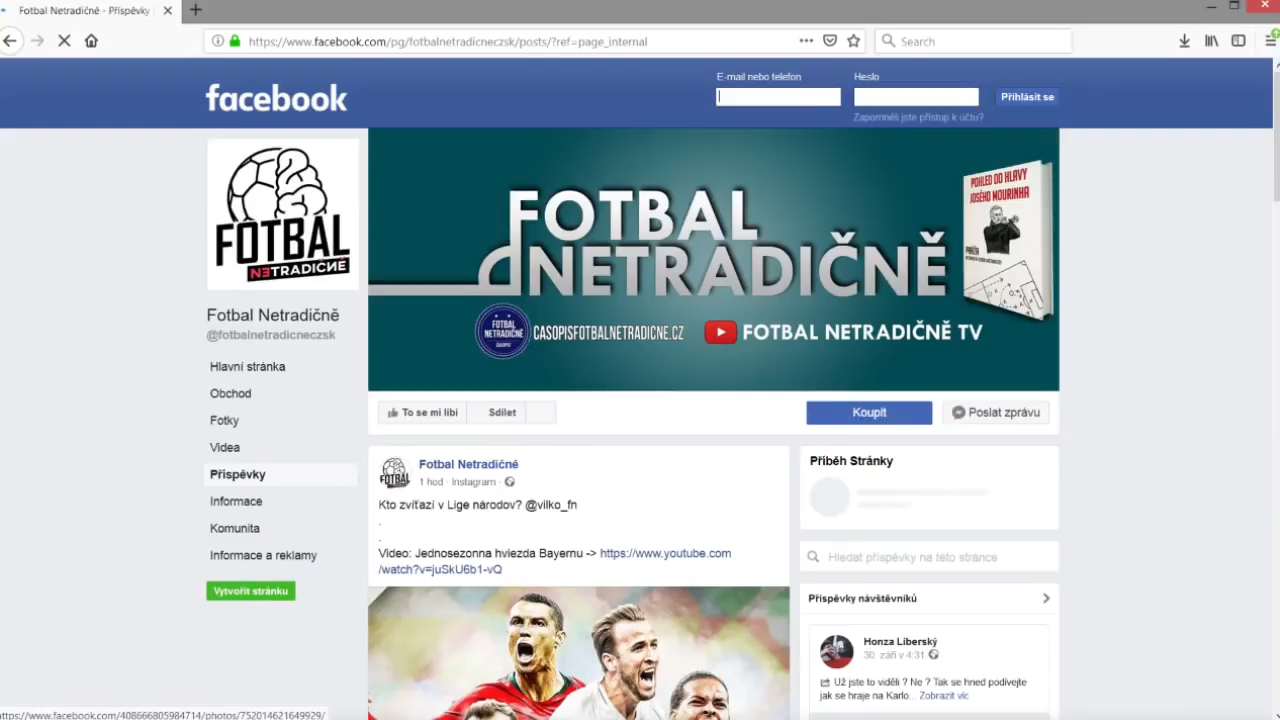 Fotbal Netradičně - Příspěvky
https://www.facebook.com/pg/fotbalnetradicneczsk/posts/?ref=page_internal
Search
facebook
E-mail nebo telefon
Heslo
Přihlásit se
Zapomněli jste přístup k účtu?
FOTBAL
NETRADIČNĚ
FOTBAL
NETRADIČNĚ
POHLED DO HLAVY
JOSÉHO MOURINHA
FOTBAL
NETRADIČNĚ
ČASOPIS
CASOPISFOTBALNETRADICNE.CZ
FOTBAL NETRADIČNĚ TV
Fotbal Netradičně
@fotbalnetradicneczsk
Hlavní stránka
Obchod
Fotky
Videa
Příspěvky
Informace
Komunita
Informace a reklamy
Vytvořit stránku
To se mi líbí
Sdílet
Koupit
Poslat zprávu
FOTBAL
Fotbal Netradičně
1 hod · Instagram ·
Kto zvíťazí v Lige národov? @vilko_fn
.
.
Video: Jednosezonna hviezda Bayernu -> https://www.youtube.com
/watch?v=juSkU6b1-vQ
Příběh Stránky
Hledat příspěvky na této stránce
Příspěvky návštěvníků
Honza Liberský
30. září v 4:31
Už jste to viděli ? Ne ? Tak se hned podívejte
jak se hraje na Karlo... Zobrazit víc
https://www.facebook.com/408666805984714/photos/752014621649929/